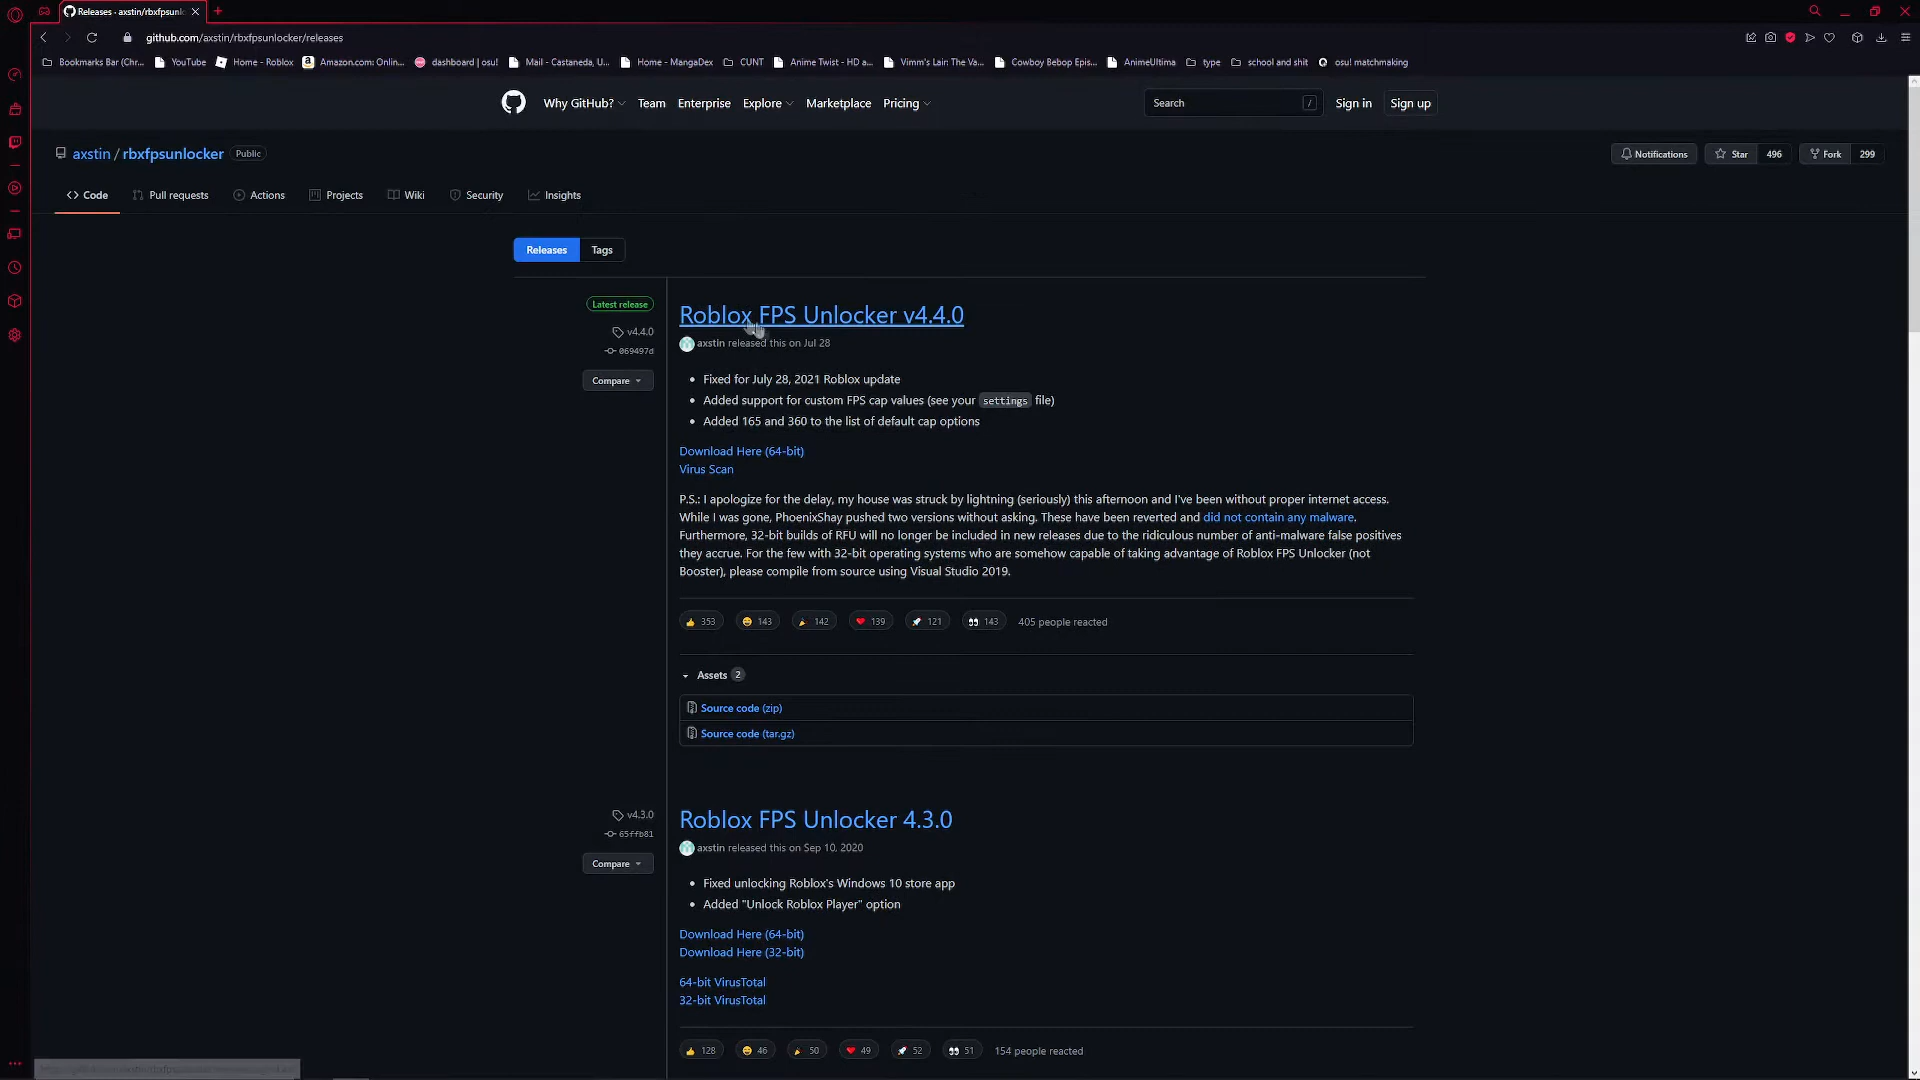 Releases · axstin/rbxfpsunl
github.com/axstin/rbxfpsunlocker/releases
Bookmarks Bar (Chr... YouTube Home - Roblox Amazon.com: Onlin... dashboard | osu! Mail - Castaneda, U... Home - MangaDex CUNT Anime Twist - HD a... Vimm's Lair: The Va... Cowboy Bebop Epis... AnimeUltima type school and shit osu! matchmaking
Why GitHub? Team Enterprise Explore Marketplace Pricing Search / Sign in Sign up
axstin / rbxfpsunlocker Public Notifications Star 496 Fork 299
<> Code Pull requests Actions Projects Wiki Security Insights
Releases Tags
Latest release
v4.4.0
069497d
Compare
Roblox FPS Unlocker v4.4.0
axstin released this on Jul 28
• Fixed for July 28, 2021 Roblox update
• Added support for custom FPS cap values (see your settings file)
• Added 165 and 360 to the list of default cap options
Download Here (64-bit)
Virus Scan
P.S.: I apologize for the delay, my house was struck by lightning (seriously) this afternoon and I've been without proper internet access.
While I was gone, PhoenixShay pushed two versions without asking. These have been reverted and did not contain any malware.
Furthermore, 32-bit builds of RFU will no longer be included in new releases due to the ridiculous number of anti-malware false positives
they accrue. For the few with 32-bit operating systems who are somehow capable of taking advantage of Roblox FPS Unlocker (not
Booster), please compile from source using Visual Studio 2019.
👍 353 😄 143 🎉 142 ❤️ 139 🚀 121 👀 143 405 people reacted
Assets 2
Source code (zip)
Source code (tar.gz)
v4.3.0
65ffb81
Compare
Roblox FPS Unlocker 4.3.0
axstin released this on Sep 10, 2020
• Fixed unlocking Roblox's Windows 10 store app
• Added "Unlock Roblox Player" option
Download Here (64-bit)
Download Here (32-bit)
64-bit VirusTotal
32-bit VirusTotal
👍 128 😄 46 🎉 50 ❤️ 49 🚀 52 👀 51 154 people reacted